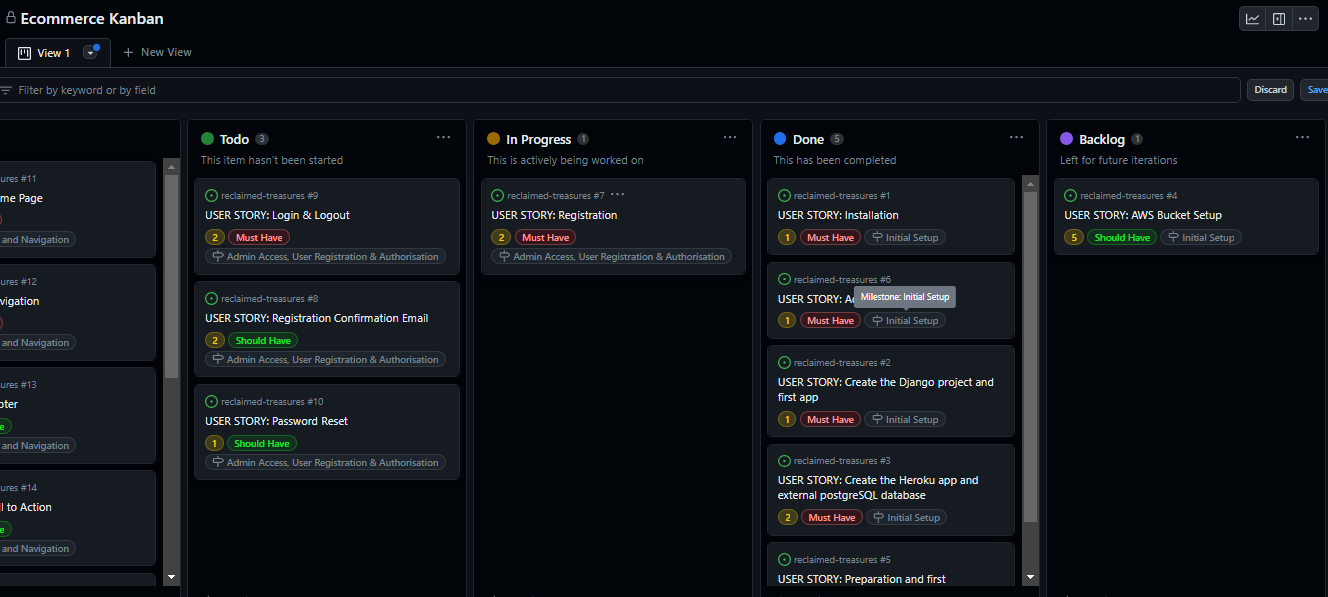 Ecommerce Kanban
View 1
New View
Filter by keyword or by field
Discard
Save
ures #11
me Page
and Navigation
ures #12
vigation
and Navigation
ures #13
oter
e
and Navigation
ures #14
l to Action
e
and Navigation
Todo 3
This item hasn't been started
reclaimed-treasures #9
USER STORY: Login & Logout
2 Must Have
Admin Access, User Registration & Authorisation
reclaimed-treasures #8
USER STORY: Registration Confirmation Email
2 Should Have
Admin Access, User Registration & Authorisation
reclaimed-treasures #10
USER STORY: Password Reset
1 Should Have
Admin Access, User Registration & Authorisation
In Progress 1
This is actively being worked on
reclaimed-treasures #7
USER STORY: Registration
2 Must Have
Admin Access, User Registration & Authorisation
Done 5
This has been completed
reclaimed-treasures #1
USER STORY: Installation
1 Must Have Initial Setup
reclaimed-treasures #6
USER STORY: A
Milestone: Initial Setup
1 Must Have Initial Setup
reclaimed-treasures #2
USER STORY: Create the Django project and
first app
1 Must Have Initial Setup
reclaimed-treasures #3
USER STORY: Create the Heroku app and
external postgreSQL database
2 Must Have Initial Setup
reclaimed-treasures #5
USER STORY: Preparation and first
Backlog 1
Left for future iterations
reclaimed-treasures #4
USER STORY: AWS Bucket Setup
5 Should Have Initial Setup